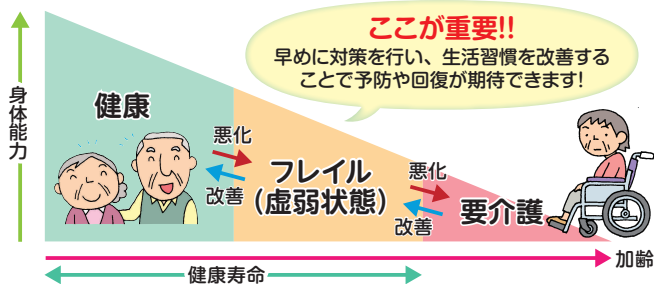 ここが重要!!
早めに対策を行い、生活習慣を改善する
ことで予防や回復が期待できます!
身体能力
健康
悪化
改善
フレイル
（虚弱状態）
悪化
改善
要介護
加齢
健康寿命